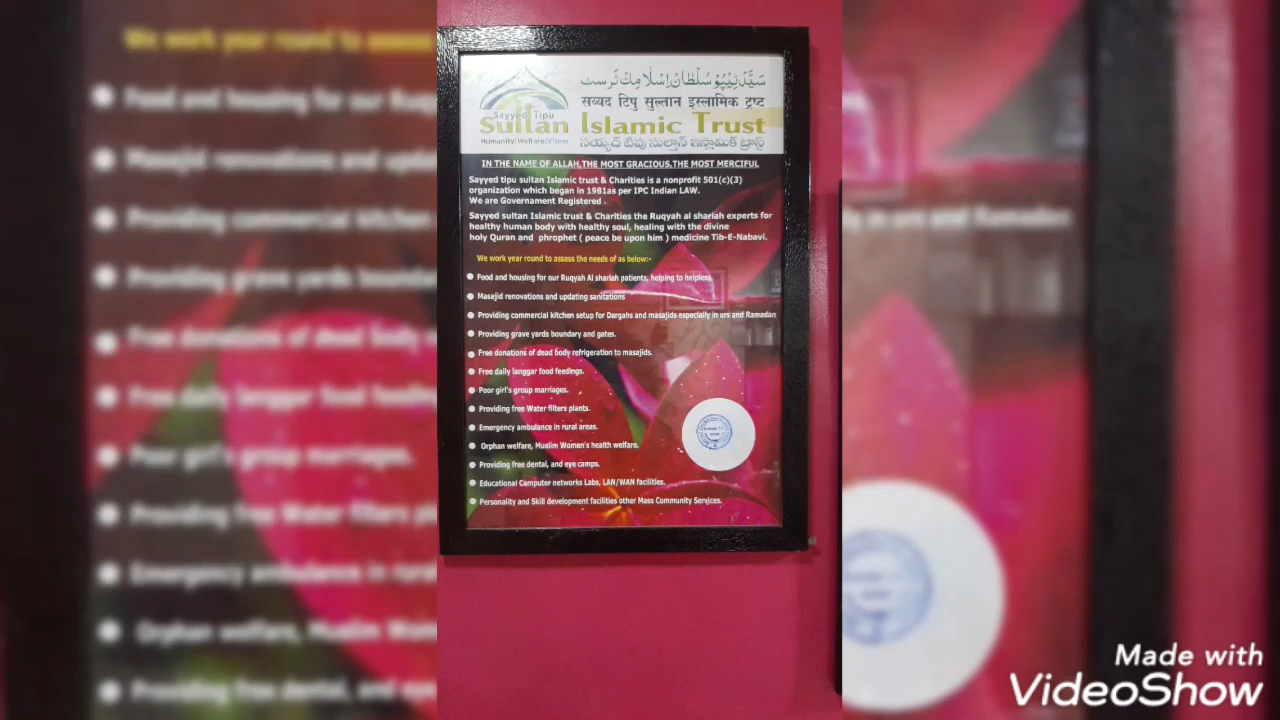 سیّد ٹیپو سُلطان اِسلامِک ٹرسٹ
सय्यद टिपु सुल्तान इस्लामिक ट्रष्ट
Sayyed Tipu
Sultan Islamic Trust
Humanity|Welfare|Vision
సయ్యద్ టిపు సుల్తాన్ ఇస్లామిక్ ట్రాస్ట్
IN THE NAME OF ALLAH,THE MOST GRACIOUS,THE MOST MERCIFUL
Sayyed tipu sultan Islamic trust & Charities is a nonprofit 501(c)(3)
organization which began in 1981as per IPC Indian LAW.
We are Governament Registered .
Sayyed sultan Islamic trust & Charities the Ruqyah al shariah experts for
healthy human body with healthy soul, healing with the divine
holy Quran and phrophet ( peace be upon him ) medicine Tib-E-Nabavi.
We work year round to assess the needs of as below:-
Food and housing for our Ruqyah Al shariah patients, helping to helpless.
Masajid renovations and updating sanitations
Providing commercial kitchen setup for Dargahs and masajids especially in urs and Ramadan
Providing grave yards boundary and gates.
Free donations of dead body refrigeration to masajids.
Free daily langgar food feedings.
Poor girl's group marriages.
Providing free Water filters plants.
Emergency ambulance in rural areas.
Orphan welfare, Muslim Women's health welfare.
Providing free dental, and eye camps.
Educational Computer networks Labs, LAN/WAN facilities.
Personality and Skill development facilities other Mass Community Services.
Made with
VideoShow